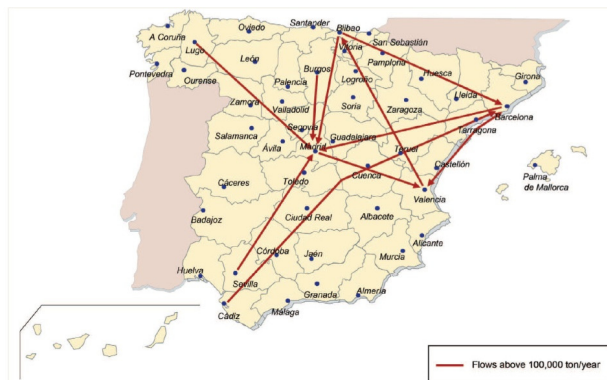 Santander
Bilbao
Oviedo
A Coruña
San Sebastián
Lugo
Vitoria
Pamplona
León
Burgos
Pontevedra
Ourense
Logroño
Huesca
Girona
Palencia
Lleida
Barcelona
Zamora
Valladolid
Soria
Zaragoza
Tarragona
Segovia
Salamanca
Guadalajara
Ávila
Madrid
Teruel
Castellón
Cuenca
Toledo
Palma
de Mallorca
Cáceres
Valencia
Ciudad Real
Albacete
Badajoz
Alicante
Córdoba
Jaén
Murcia
Huelva
Sevilla
Granada
Almería
Cádiz
Málaga
Flows above 100,000 ton/year